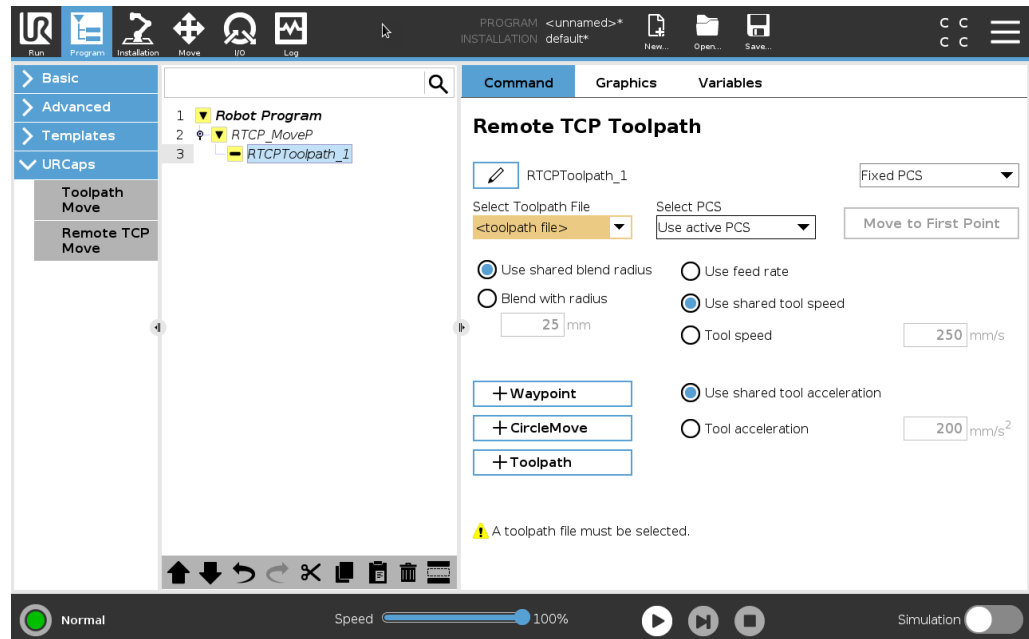 PROGRAM <unnamed>*
INSTALLATION default*
Run
Program
Installation
Move
I/O
Log
New...
Open...
Save...
C C
C C
Basic
Advanced
Templates
URCaps
Toolpath
Move
Remote TCP
Move
1 Robot Program
2 RTCP_MoveP
3 RTCPToolpath_1
Command Graphics Variables
Remote TCP Toolpath
RTCPToolpath_1
Fixed PCS
Select Toolpath File
<toolpath file>
Select PCS
Use active PCS
Move to First Point
Use shared blend radius
Blend with radius
25 mm
Use feed rate
Use shared tool speed
Tool speed 250 mm/s
+ Waypoint
+ CircleMove
+ Toolpath
Use shared tool acceleration
Tool acceleration 200 mm/s²
A toolpath file must be selected.
Normal
Speed 100%
Simulation